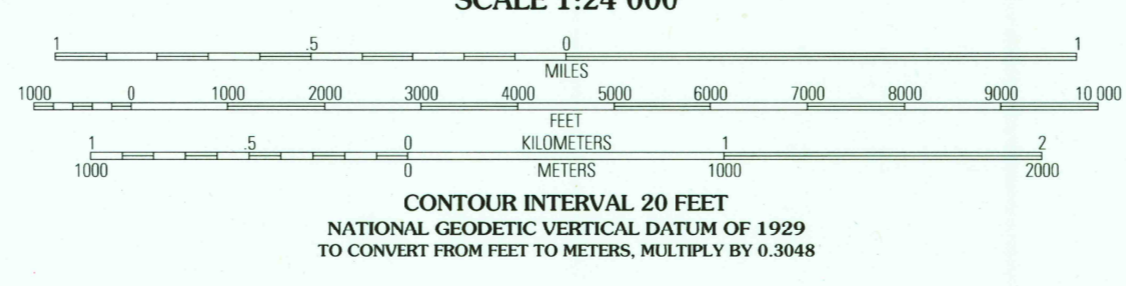 SCALE 1:24 000
1 .5 0 1
MILES
1000 0 1000 2000 3000 4000 5000 6000 7000 8000 9000 10 000
FEET
1 .5 0 KILOMETERS 1 2
1000 0 METERS 1000 2000
CONTOUR INTERVAL 20 FEET
NATIONAL GEODETIC VERTICAL DATUM OF 1929
TO CONVERT FROM FEET TO METERS, MULTIPLY BY 0.3048